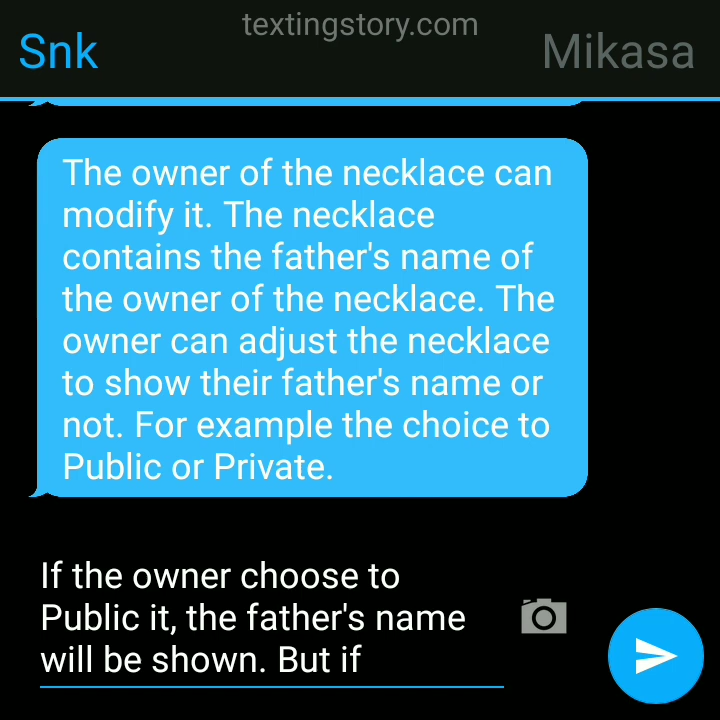 textingstory.com
Snk
Mikasa
The owner of the necklace can
modify it. The necklace
contains the father's name of
the owner of the necklace. The
owner can adjust the necklace
to show their father's name or
not. For example the choice to
Public or Private.
If the owner choose to
Public it, the father's name
will be shown. But if